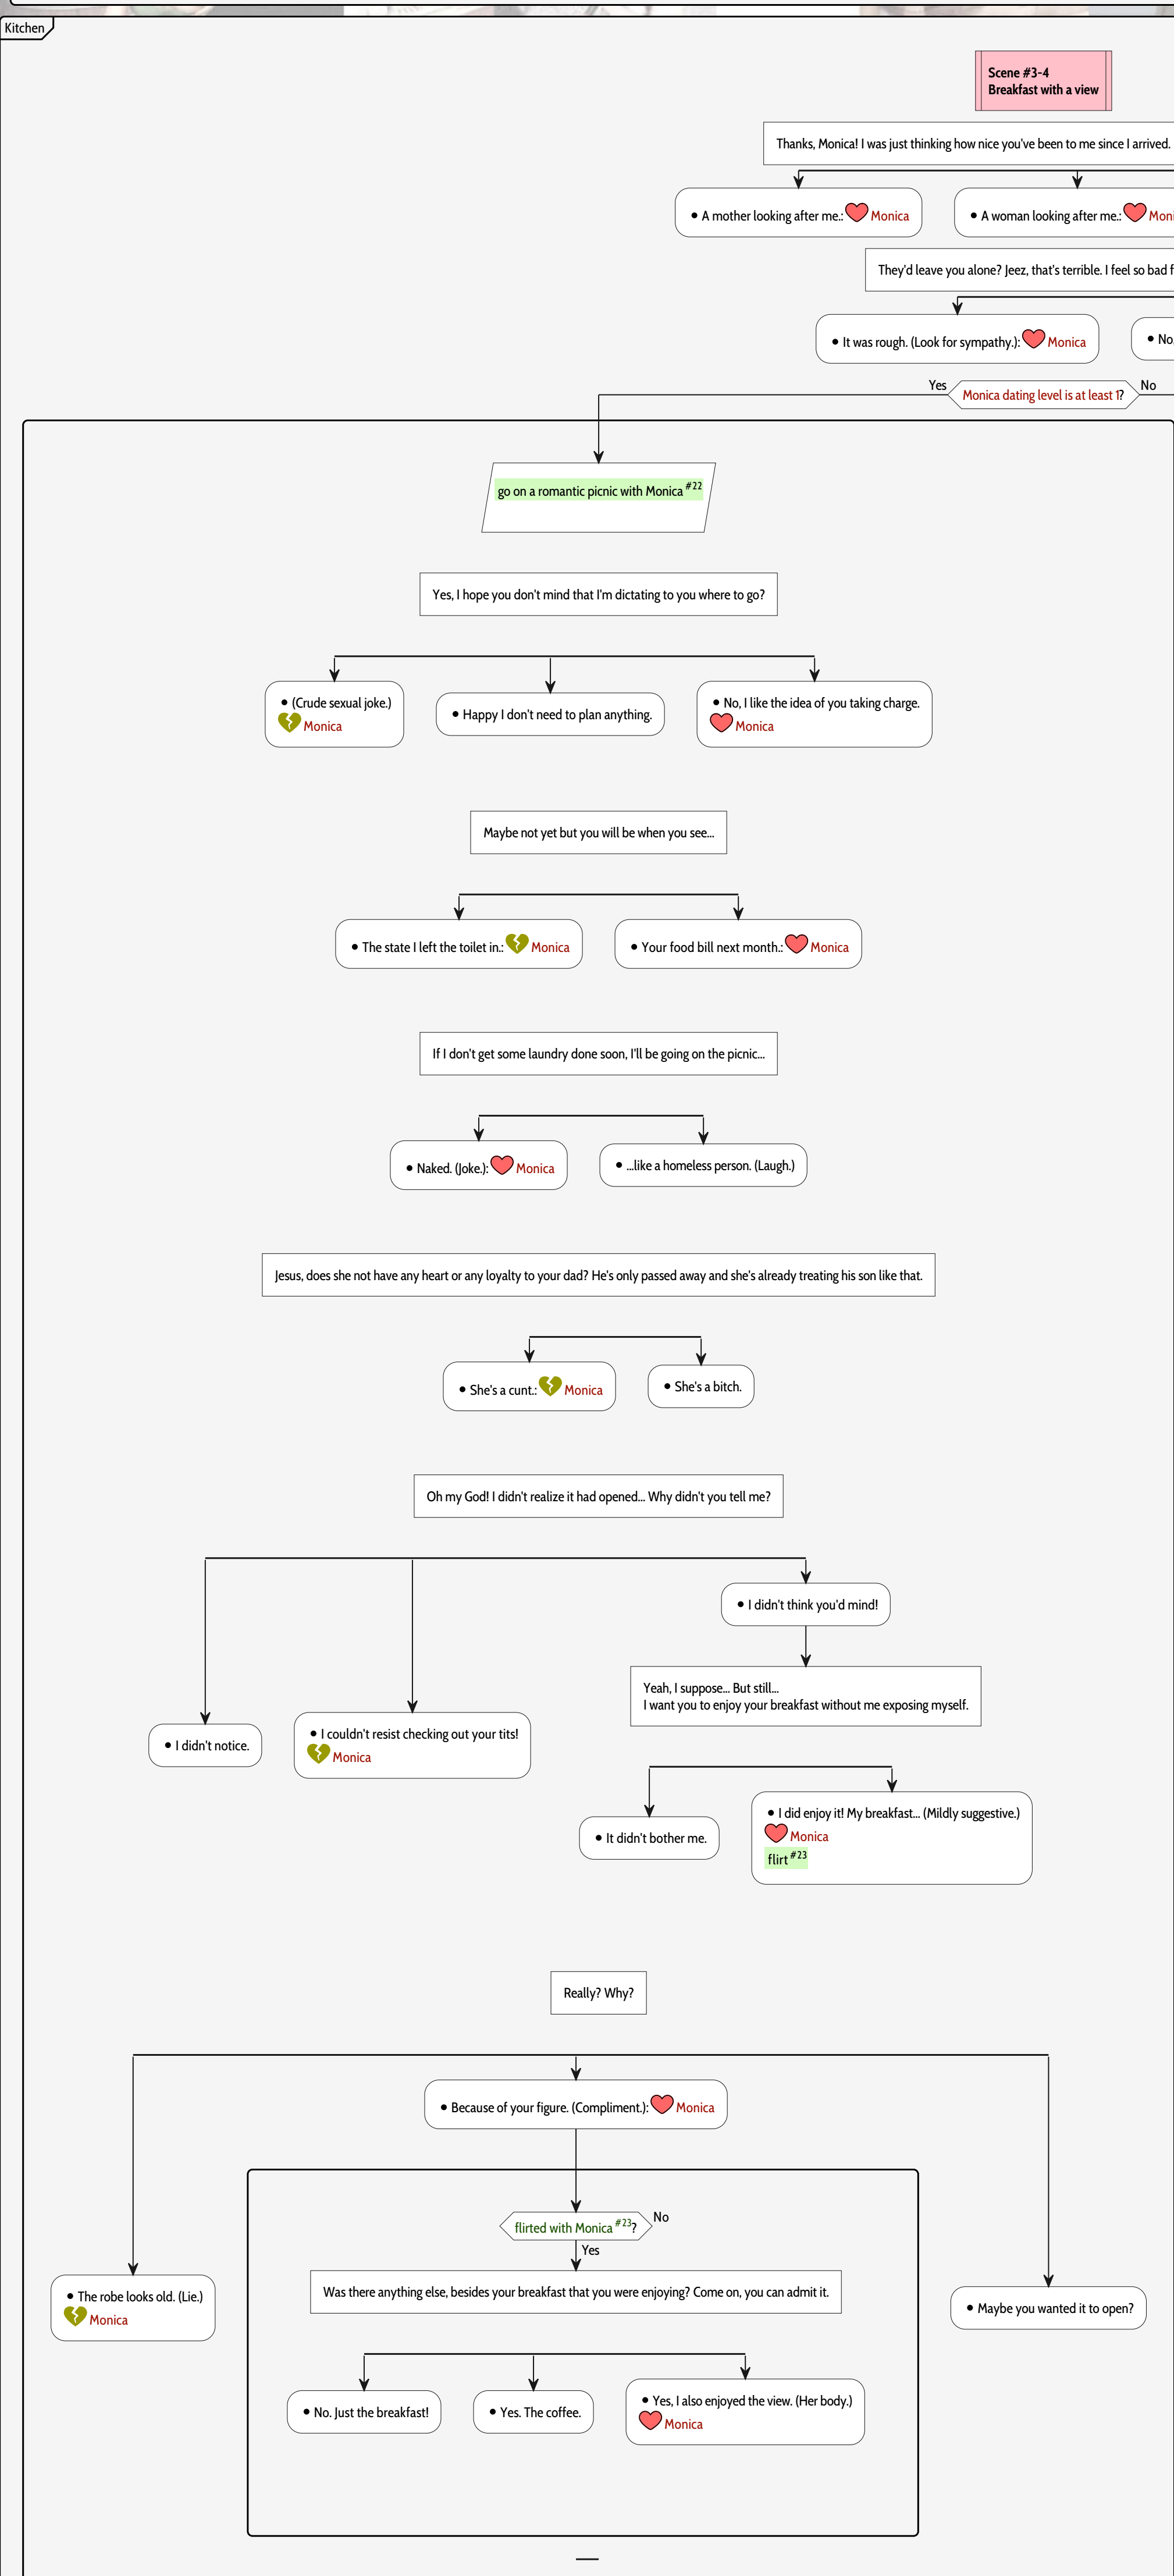 Kitchen
Scene #3-4
Breakfast with a view
Thanks, Monica! I was just thinking how nice you've been to me since I arrived.
• A mother looking after me.: Monica
• A woman looking after me.:
They'd leave you alone? Jeez, that's terrible. I feel so bad
• It was rough. (Look for sympathy.): Monica
• No
Yes
Monica dating level is at least 1?
No
go on a romantic picnic with Monica #22
Yes, I hope you don't mind that I'm dictating to you where to go?
• (Crude sexual joke.)
Monica
• Happy I don't need to plan anything.
• No, I like the idea of you taking charge.
Monica
Maybe not yet but you will be when you see...
• The state I left the toilet in.: Monica
• Your food bill next month.: Monica
If I don't get some laundry done soon, I'll be going on the picnic...
• Naked. (Joke.): Monica
• ...like a homeless person. (Laugh.)
Jesus, does she not have any heart or any loyalty to your dad? He's only passed away and she's already treating his son like that.
• She's a cunt.: Monica
• She's a bitch.
Oh my God! I didn't realize it had opened... Why didn't you tell me?
• I didn't think you'd mind!
Yeah, I suppose... But still...
I want you to enjoy your breakfast without me exposing myself.
• I didn't notice.
• I couldn't resist checking out your tits!
Monica
• It didn't bother me.
• I did enjoy it! My breakfast... (Mildly suggestive.)
Monica
flirt #23
Really? Why?
• Because of your figure. (Compliment.): Monica
flirted with Monica #23?
No
Yes
Was there anything else, besides your breakfast that you were enjoying? Come on, you can admit it.
• The robe looks old. (Lie.)
Monica
• Maybe you wanted it to open?
• No. Just the breakfast!
• Yes. The coffee.
• Yes, I also enjoyed the view. (Her body.)
Monica